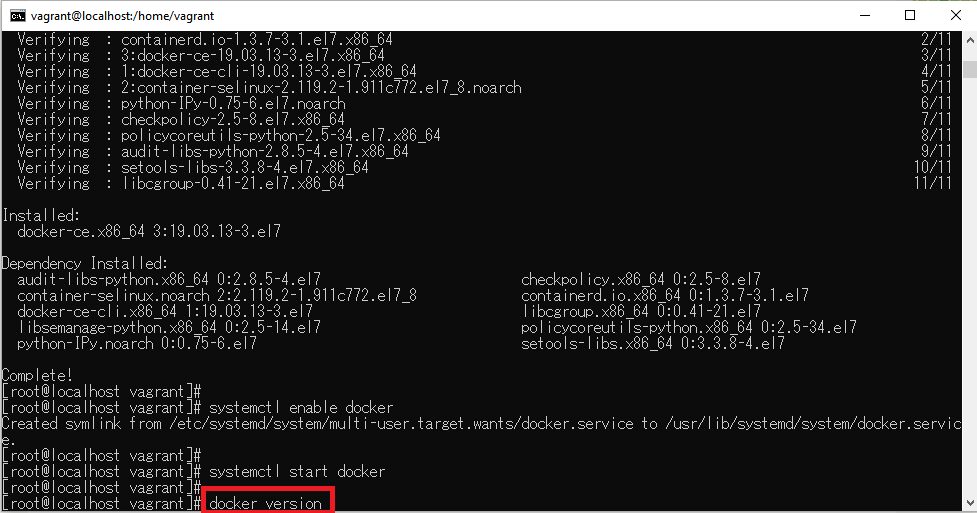 vagrant@localhost:/home/vagrant
Verifying : containerd.io-1.3.7-3.1.el7.x86_64 2/11
Verifying : 3:docker-ce-19.03.13-3.el7.x86_64 3/11
Verifying : 1:docker-ce-cli-19.03.13-3.el7.x86_64 4/11
Verifying : 2:container-selinux-2.119.2-1.911c772.el7_8.noarch 5/11
Verifying : python-IPy-0.75-6.el7.noarch 6/11
Verifying : checkpolicy-2.5-8.el7.x86_64 7/11
Verifying : policycoreutils-python-2.5-34.el7.x86_64 8/11
Verifying : audit-libs-python-2.8.5-4.el7.x86_64 9/11
Verifying : setools-libs-3.3.8-4.el7.x86_64 10/11
Verifying : libcgroup-0.41-21.el7.x86_64 11/11
Installed:
docker-ce.x86_64 3:19.03.13-3.el7
Dependency Installed:
audit-libs-python.x86_64 0:2.8.5-4.el7 checkpolicy.x86_64 0:2.5-8.el7
container-selinux.noarch 2:2.119.2-1.911c772.el7_8 containerd.io.x86_64 0:1.3.7-3.1.el7
docker-ce-cli.x86_64 1:19.03.13-3.el7 libcgroup.x86_64 0:0.41-21.el7
libsemanage-python.x86_64 0:2.5-14.el7 policycoreutils-python.x86_64 0:2.5-34.el7
python-IPy.noarch 0:0.75-6.el7 setools-libs.x86_64 0:3.3.8-4.el7
Complete!
[root@localhost vagrant]#
[root@localhost vagrant]# systemctl enable docker
Created symlink from /etc/systemd/system/multi-user.target.wants/docker.service to /usr/lib/systemd/system/docker.servic
e.
[root@localhost vagrant]#
[root@localhost vagrant]# systemctl start docker
[root@localhost vagrant]#
[root@localhost vagrant]# docker version